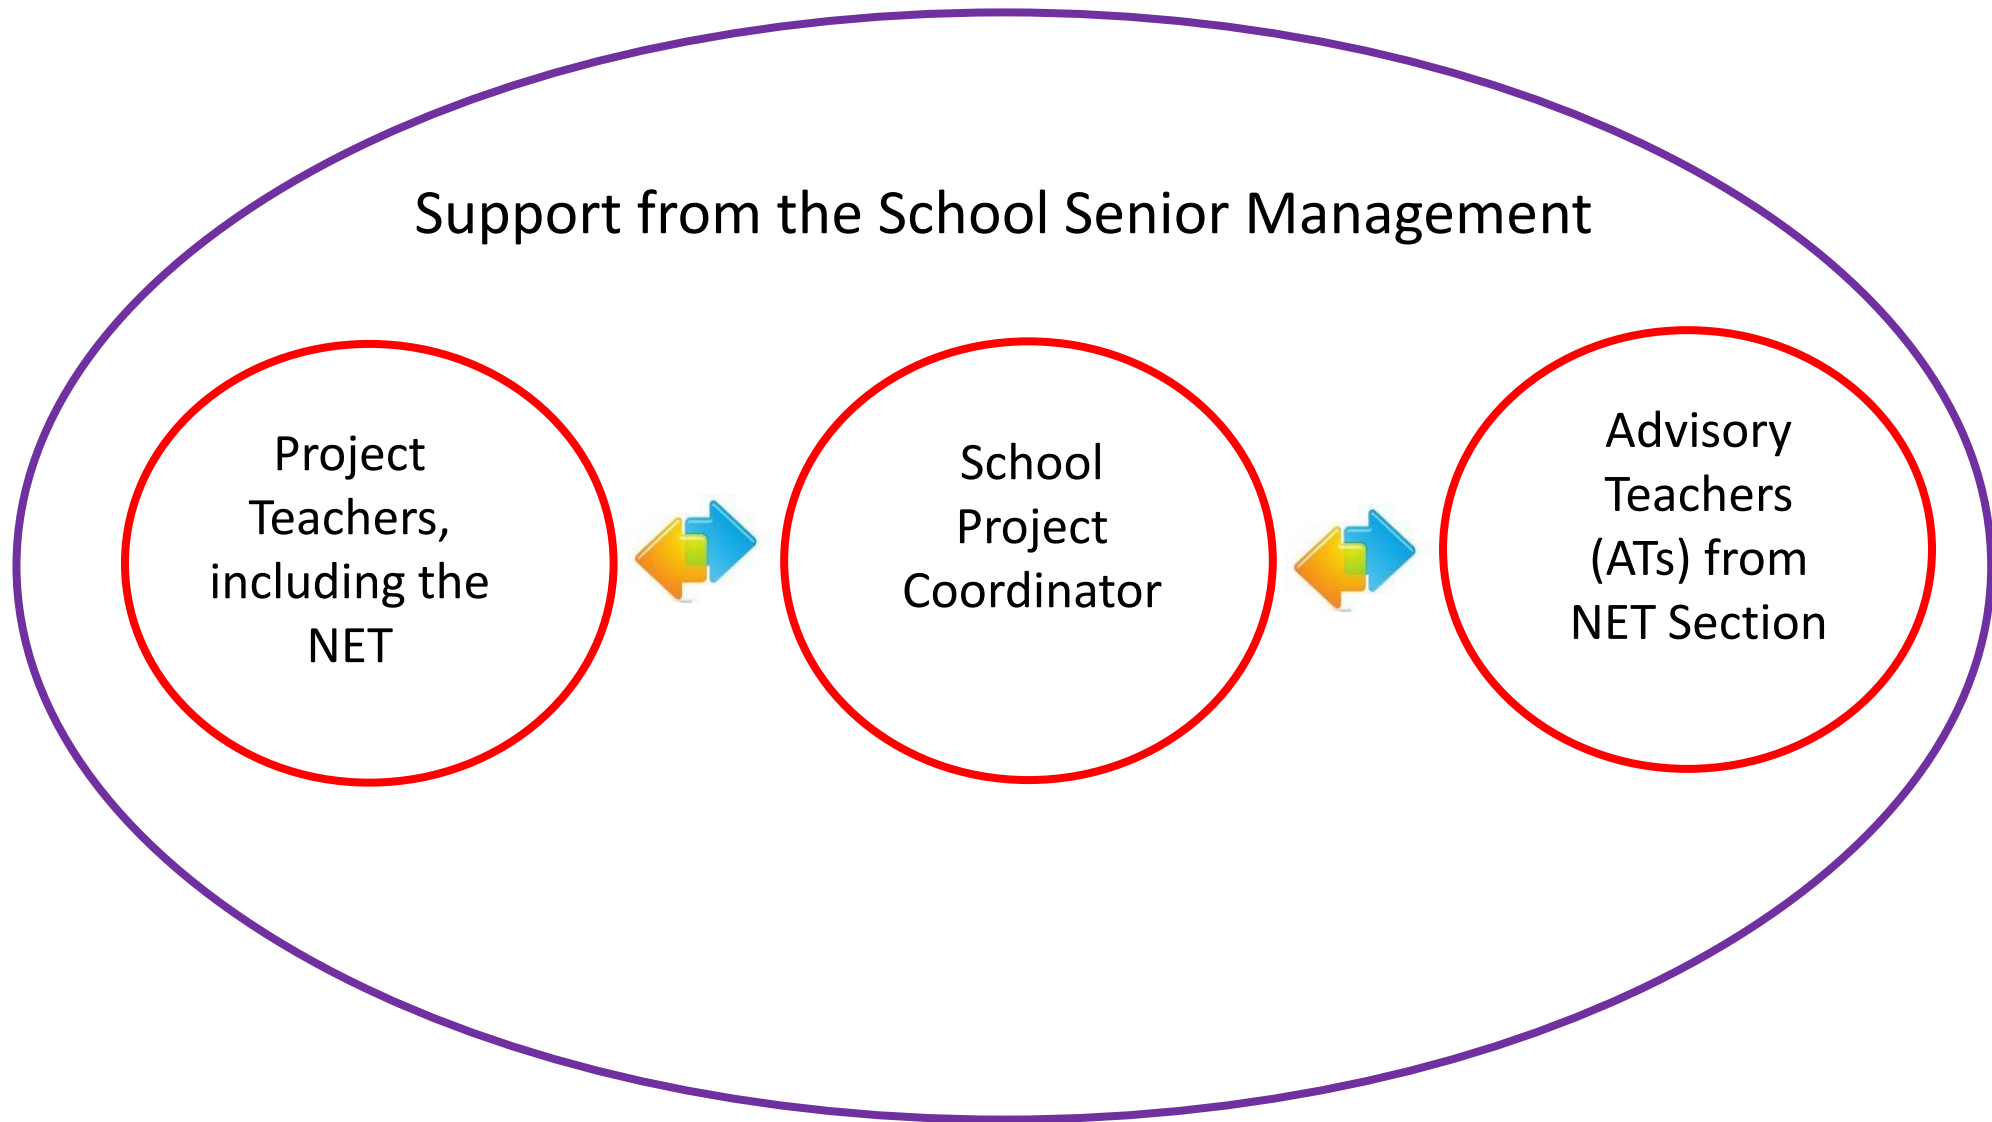 Support from the School Senior Management
Project
Teachers,
including the
NET
School
Project
Coordinator
Advisory
Teachers
(ATs) from
NET Section